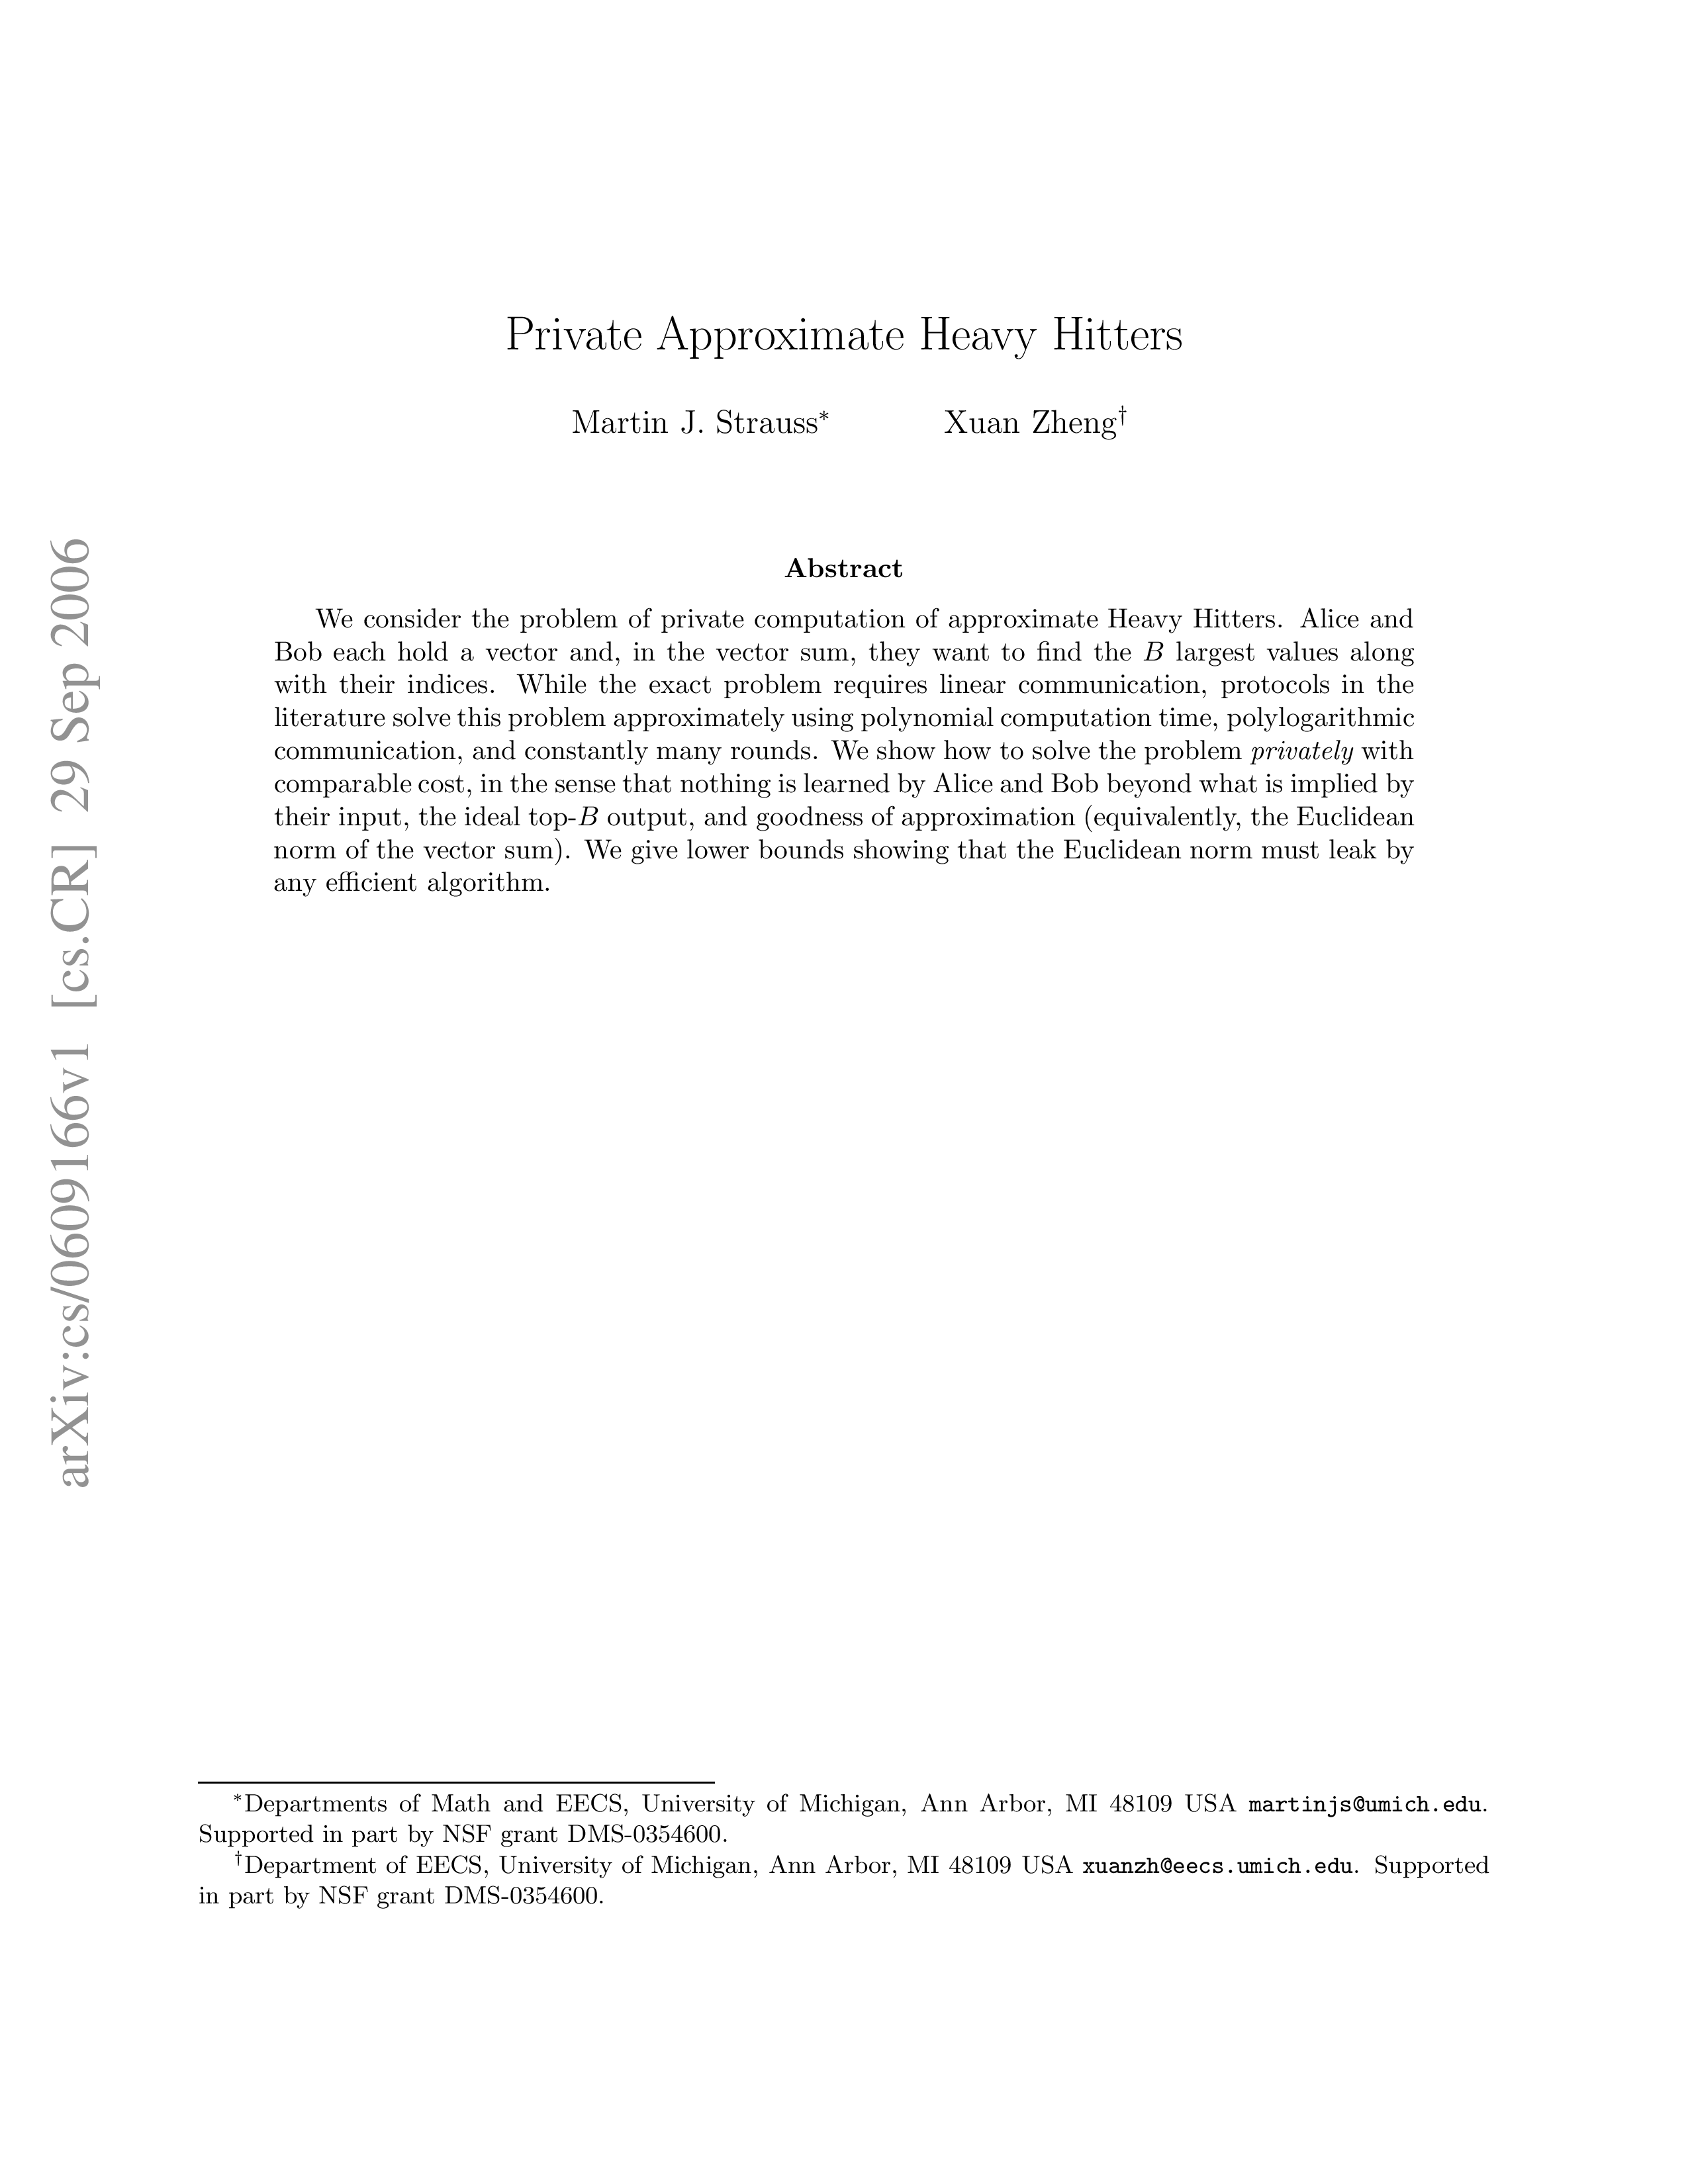 Private Approximate Heavy Hitters
Martin J. Strauss* Xuan Zheng†
Abstract
We consider the problem of private computation of approximate Heavy Hitters. Alice and
Bob each hold a vector and, in the vector sum, they want to find the B largest values along
with their indices. While the exact problem requires linear communication, protocols in the
literature solve this problem approximately using polynomial computation time, polylogarithmic
communication, and constantly many rounds. We show how to solve the problem privately with
comparable cost, in the sense that nothing is learned by Alice and Bob beyond what is implied by
their input, the ideal top-B output, and goodness of approximation (equivalently, the Euclidean
norm of the vector sum). We give lower bounds showing that the Euclidean norm must leak by
any efficient algorithm.
*Departments of Math and EECS, University of Michigan, Ann Arbor, MI 48109 USA martinjs@umich.edu.
Supported in part by NSF grant DMS-0354600.
†Department of EECS, University of Michigan, Ann Arbor, MI 48109 USA xuanzh@eecs.umich.edu. Supported
in part by NSF grant DMS-0354600.
arXiv:cs/0609166v1 [cs.CR] 29 Sep 2006